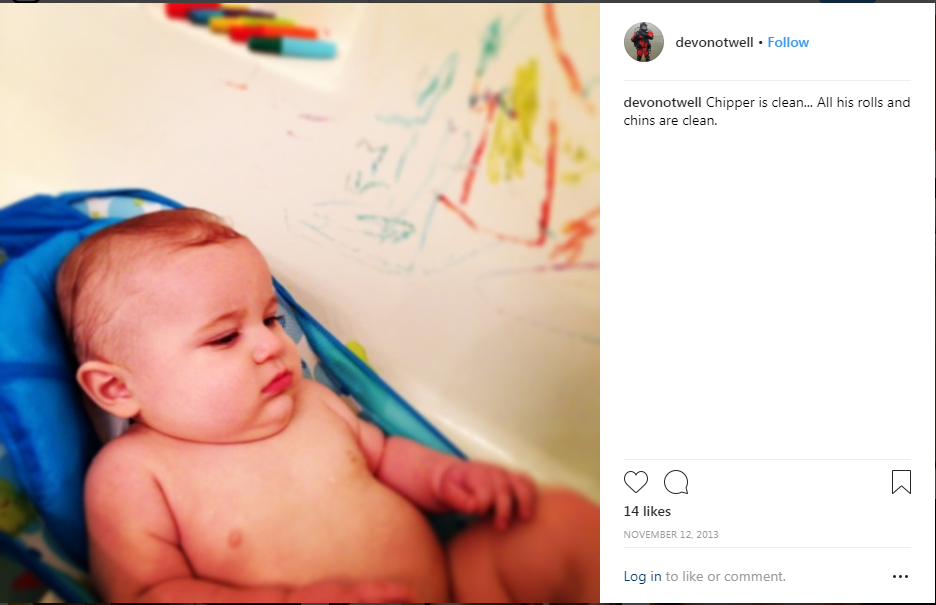 devonotwell • Follow
devonotwell Chipper is clean... All his rolls and
chins are clean.
14 likes
NOVEMBER 12, 2013
Log in to like or comment.